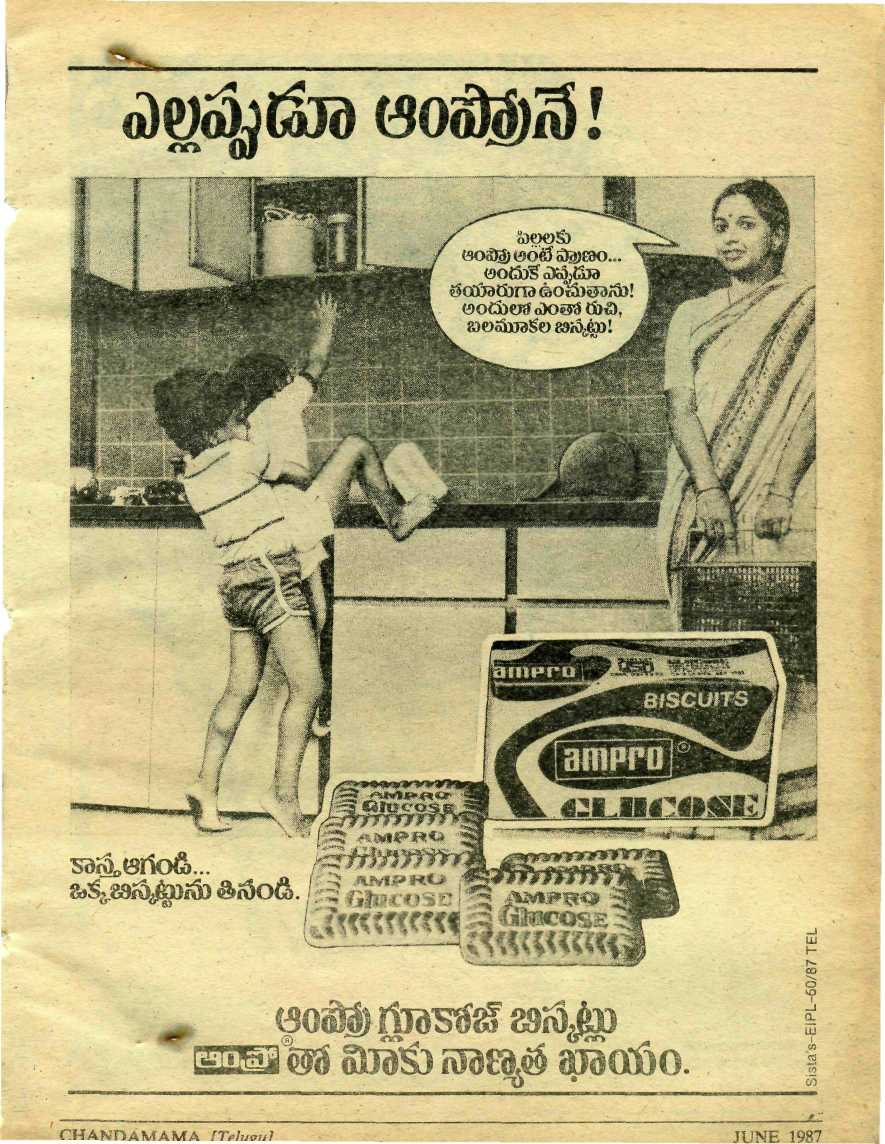 ఎల్లప్పుడూ ఆంప్రోనే!
పిల్లలకు
ఆంప్రో అంటే ప్రాణం...
అందుకే ఎప్పుడూ
తయారుగా ఉంచుతాను!
అందులో ఎంతో రుచి,
బలమూకల బిస్కట్లు!
ampro
BISCUITS
ampro®
GLUCOSE
AMPRO
GLUCOSE
AMPRO
AMPRO
GLUCOSE
AMPRO
GLUCOSE
కాస్త ఆగండి...
ఒక్క బిస్కట్టును తినండి.
ఆంప్రో గ్లూకోజ్ బిస్కట్లు
ఆంప్రో® తో మీకు నాణ్యత ఖాయం.
Sista's-EIPL-60/87 TEL
CHANDAMAMA [Telugu]
JUNE 1987